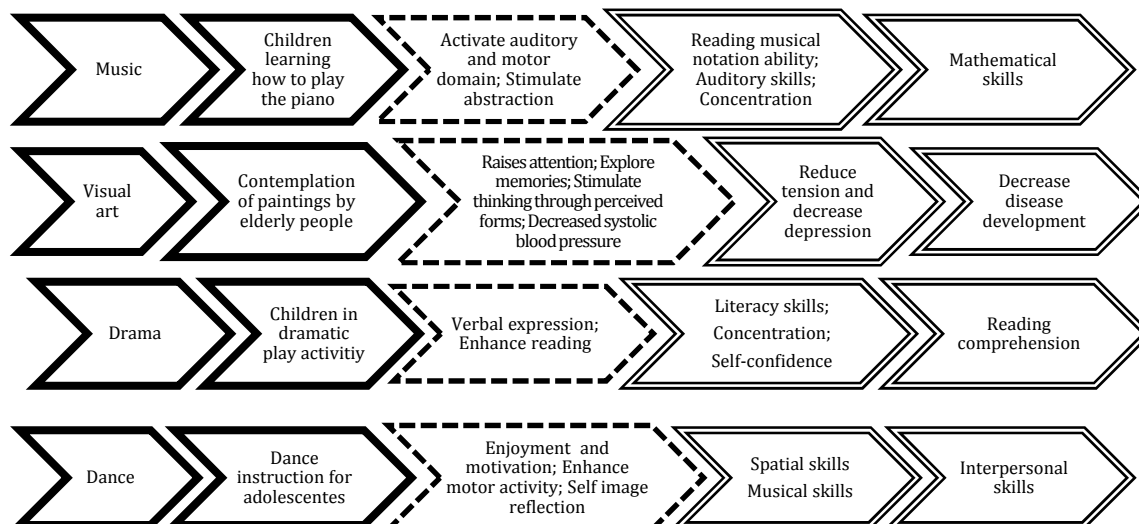 Music
Children
learning
how to play
the piano
Activate auditory
and motor
domain; Stimulate
abstraction
Reading musical
notation ability;
Auditory skills;
Concentration
Mathematical
skills
Visual
art
Contemplation
of paintings by
elderly people
Raises attention; Explore
memories; Stimulate
thinking through perceived
forms; Decreased systolic
blood pressure
Reduce
tension and
decrease
depression
Decrease
disease
development
Drama
Children in
dramatic
play activitiy
Verbal expression;
Enhance reading
Literacy skills;
Concentration;
Self-confidence
Reading
comprehension
Dance
Dance
instruction for
adolescentes
Enjoyment and
motivation; Enhance
motor activity; Self image
reflection
Spatial skills
Musical skills
Interpersonal
skills